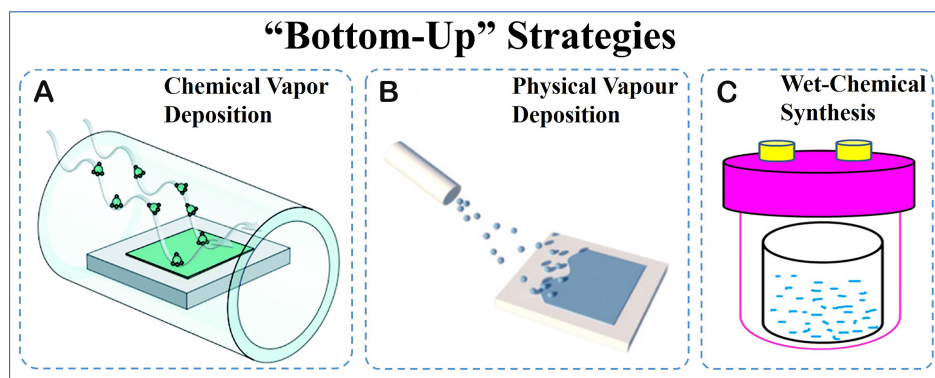 “Bottom-Up” Strategies
A
Chemical Vapor
Deposition
B
Physical Vapour
Deposition
C
Wet-Chemical
Synthesis